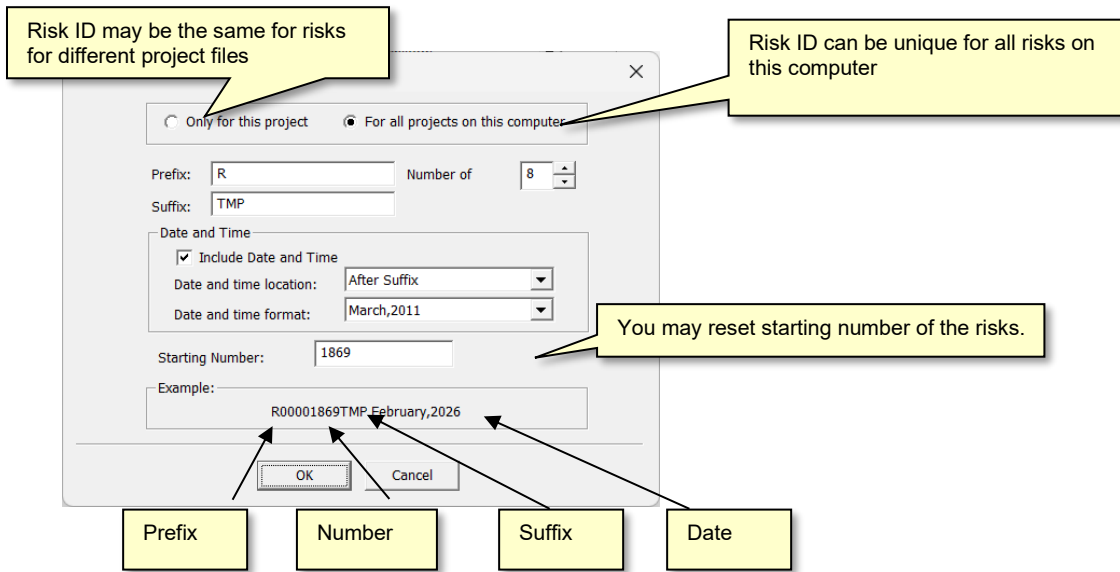 Risk ID may be the same for risks
for different project files
Risk ID can be unique for all risks on
this computer
Only for this project
For all projects on this computer
Prefix:
R
Number of
8
Suffix:
TMP
Date and Time
Include Date and Time
Date and time location:
After Suffix
Date and time format:
March,2011
You may reset starting number of the risks.
Starting Number:
1869
Example:
R00001869TMP February,2026
OK
Cancel
Prefix
Number
Suffix
Date